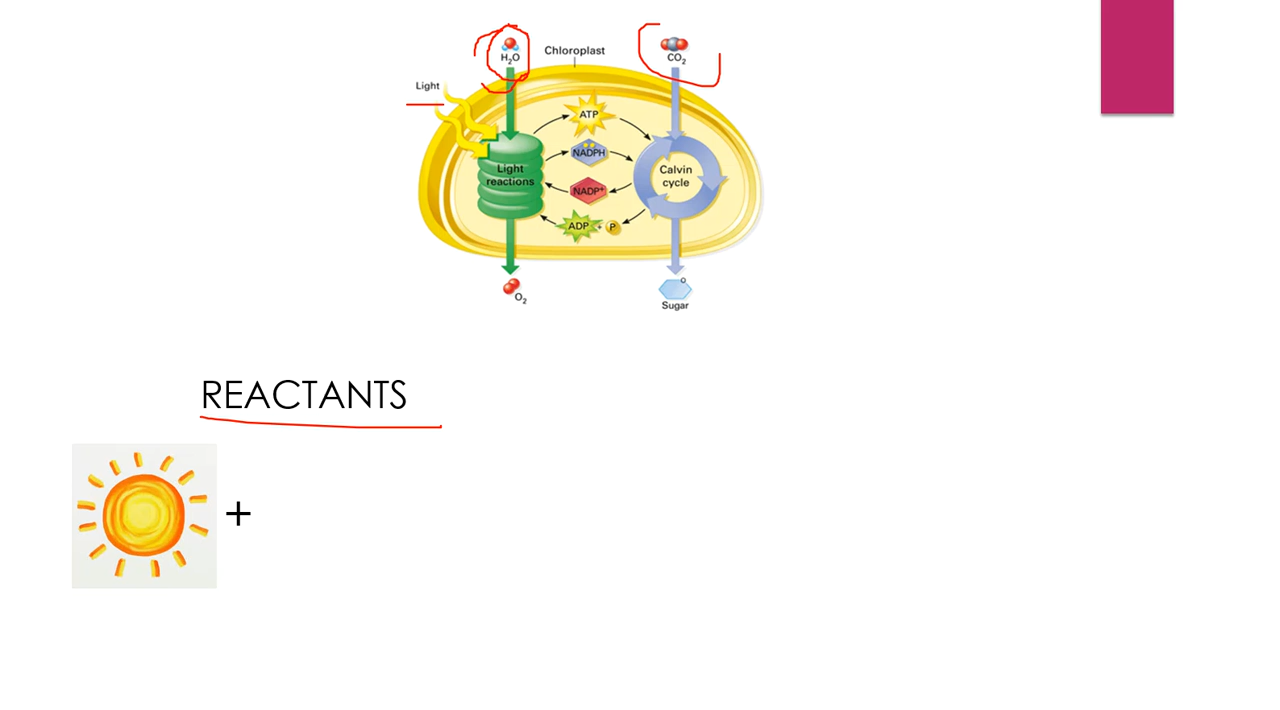 H₂O
CO₂
Chloroplast
Light
ATP
NADPH
Light
reactions
Calvin
cycle
NADP⁺
ADP + P
O₂
Sugar
REACTANTS
+